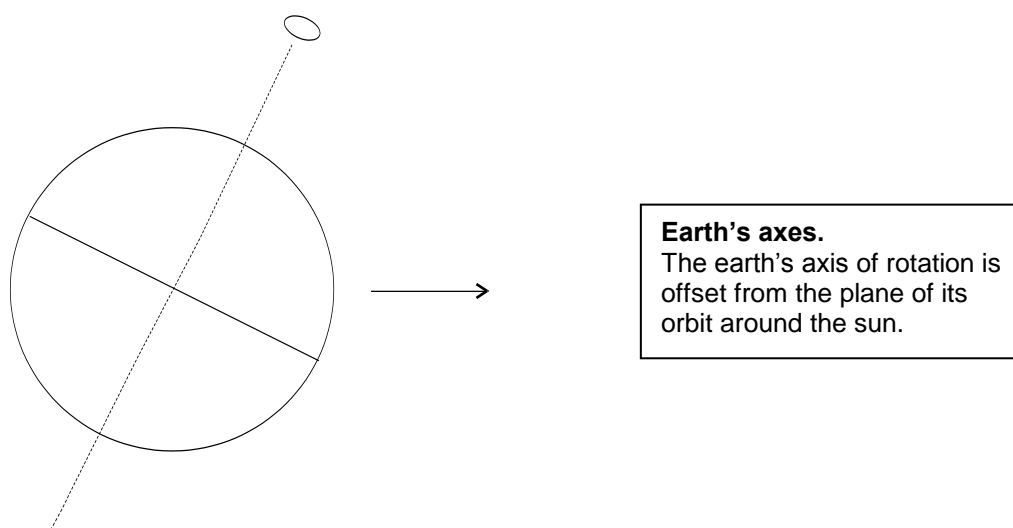 Earth’s axes.
The earth’s axis of rotation is
offset from the plane of its
orbit around the sun.